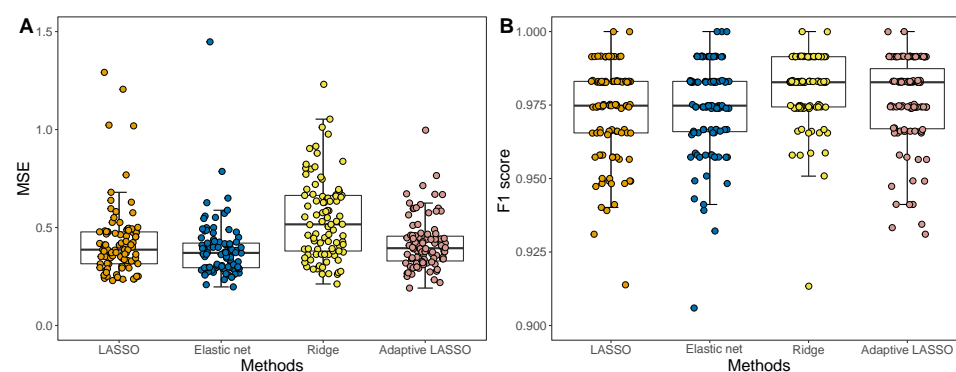 A
1.5
1.0
0.5
0.0
MSE
LASSO
Elastic net
Ridge
Adaptive LASSO
Methods
B
1.000
0.975
0.950
0.925
0.900
F1 score
LASSO
Elastic net
Ridge
Adaptive LASSO
Methods